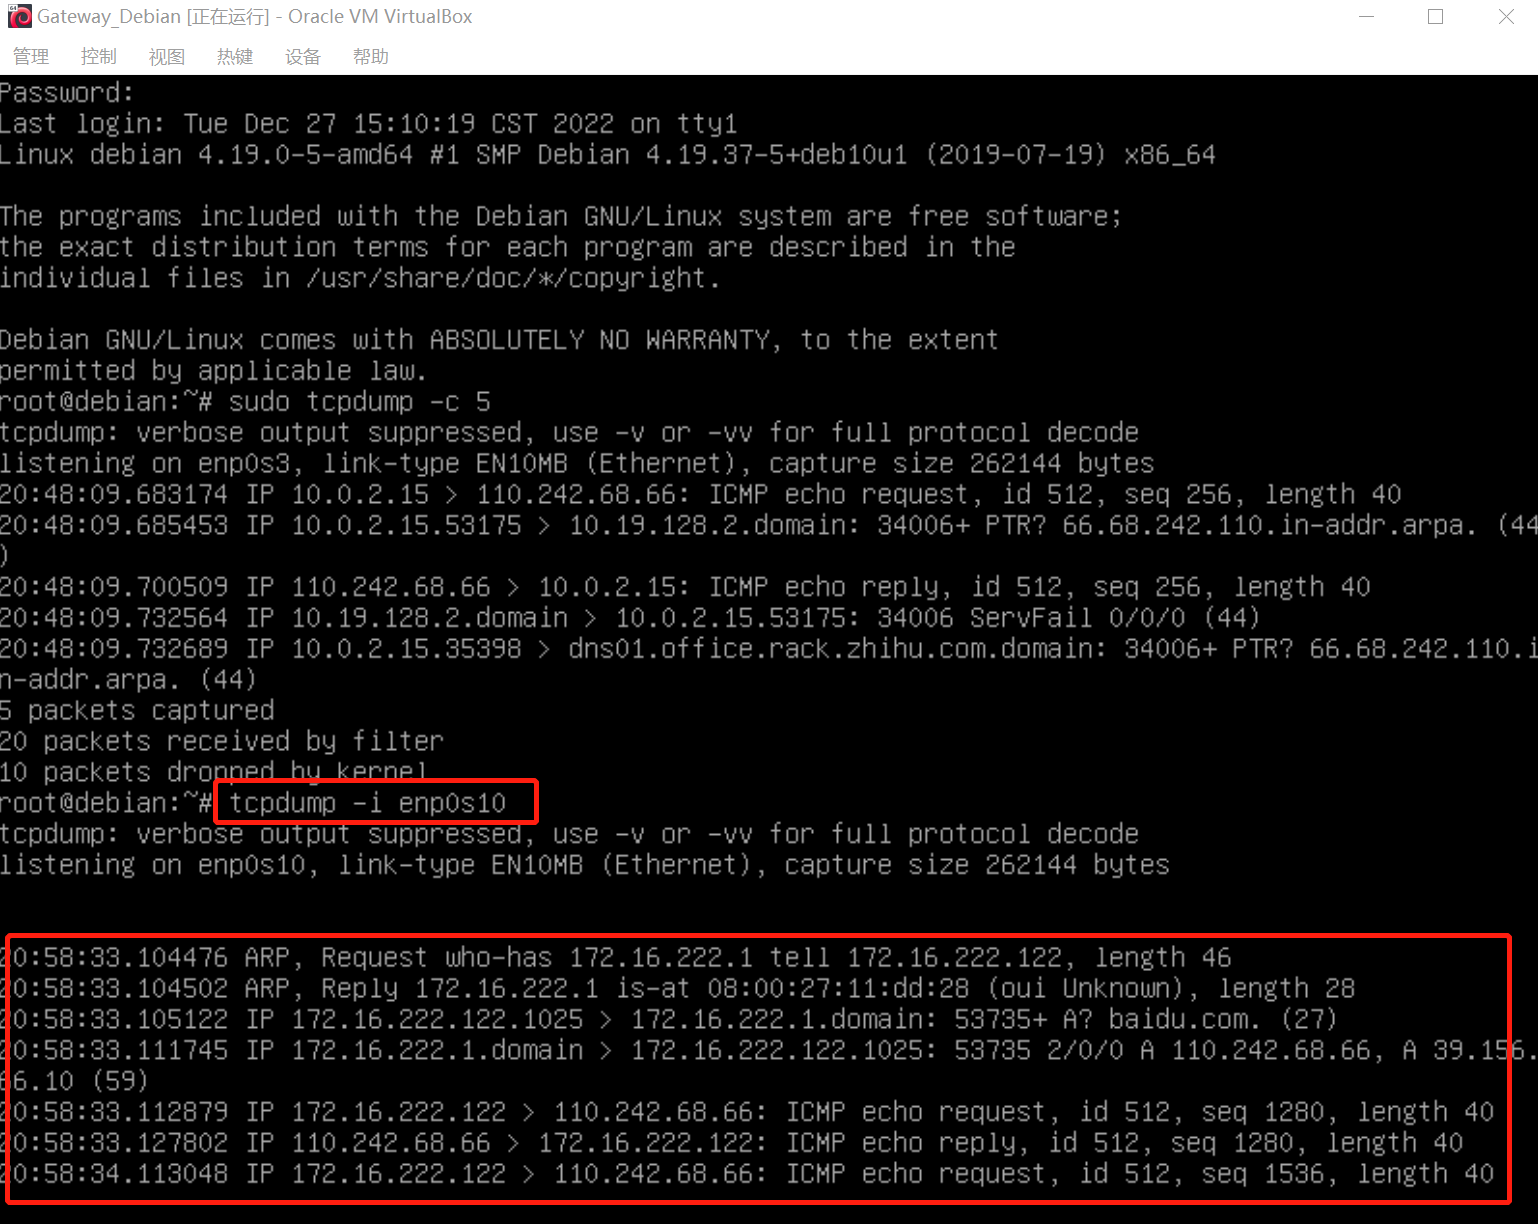 Gateway_Debian [正在运行] - Oracle VM VirtualBox
管理 控制 视图 热键 设备 帮助
Password:
Last login: Tue Dec 27 15:10:19 CST 2022 on tty1
Linux debian 4.19.0-5-amd64 #1 SMP Debian 4.19.37-5+deb10u1 (2019-07-19) x86_64
The programs included with the Debian GNU/Linux system are free software;
the exact distribution terms for each program are described in the
individual files in /usr/share/doc/*/copyright.
Debian GNU/Linux comes with ABSOLUTELY NO WARRANTY, to the extent
permitted by applicable law.
root@debian:~# sudo tcpdump -c 5
tcpdump: verbose output suppressed, use -v or -vv for full protocol decode
listening on enp0s3, link-type EN10MB (Ethernet), capture size 262144 bytes
20:48:09.683174 IP 10.0.2.15 > 110.242.68.66: ICMP echo request, id 512, seq 256, length 40
20:48:09.685453 IP 10.0.2.15.53175 > 10.19.128.2.domain: 34006+ PTR? 66.68.242.110.in-addr.arpa. (44
)
20:48:09.700509 IP 110.242.68.66 > 10.0.2.15: ICMP echo reply, id 512, seq 256, length 40
20:48:09.732564 IP 10.19.128.2.domain > 10.0.2.15.53175: 34006 ServFail 0/0/0 (44)
20:48:09.732689 IP 10.0.2.15.35398 > dns01.office.rack.zhihu.com.domain: 34006+ PTR? 66.68.242.110.i
n-addr.arpa. (44)
5 packets captured
20 packets received by filter
10 packets dropped by kernel
root@debian:~# tcpdump -i enp0s10
tcpdump: verbose output suppressed, use -v or -vv for full protocol decode
listening on enp0s10, link-type EN10MB (Ethernet), capture size 262144 bytes
20:58:33.104476 ARP, Request who-has 172.16.222.1 tell 172.16.222.122, length 46
20:58:33.104502 ARP, Reply 172.16.222.1 is-at 08:00:27:11:dd:28 (oui Unknown), length 28
20:58:33.105122 IP 172.16.222.122.1025 > 172.16.222.1.domain: 53735+ A? baidu.com. (27)
20:58:33.111745 IP 172.16.222.1.domain > 172.16.222.122.1025: 53735 2/0/0 A 110.242.68.66, A 39.156.
66.10 (59)
20:58:33.112879 IP 172.16.222.122 > 110.242.68.66: ICMP echo request, id 512, seq 1280, length 40
20:58:33.127802 IP 110.242.68.66 > 172.16.222.122: ICMP echo reply, id 512, seq 1280, length 40
20:58:34.113048 IP 172.16.222.122 > 110.242.68.66: ICMP echo request, id 512, seq 1536, length 40